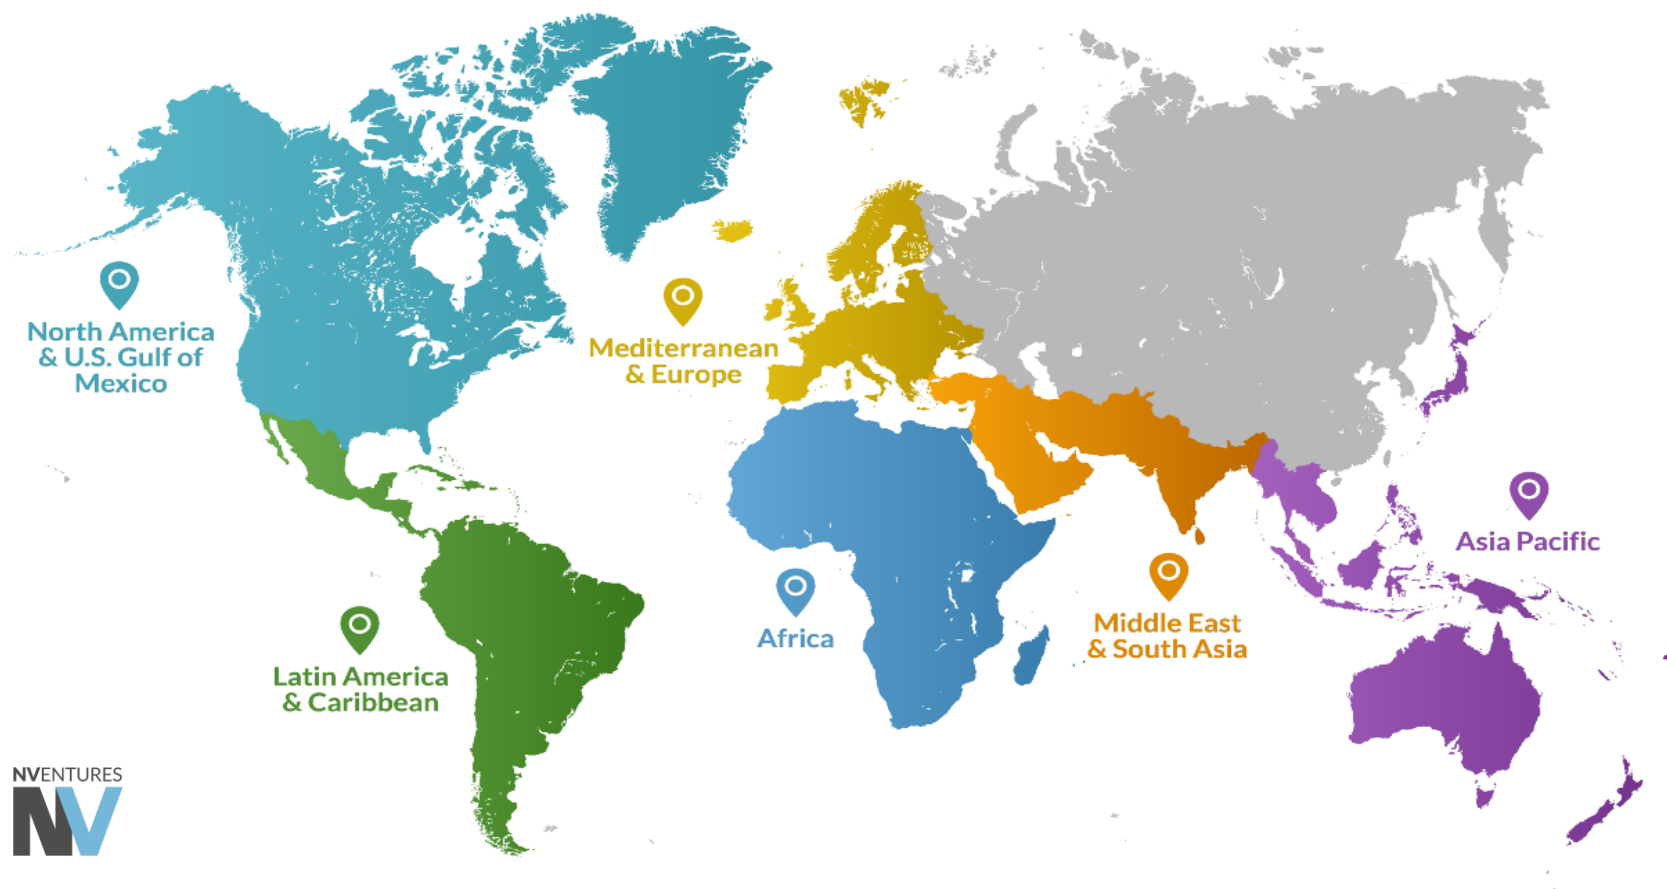 North America
& U.S. Gulf of
Mexico
Mediterranean
& Europe
Asia Pacific
Africa
Middle East
& South Asia
Latin America
& Caribbean
NVENTURES
NV